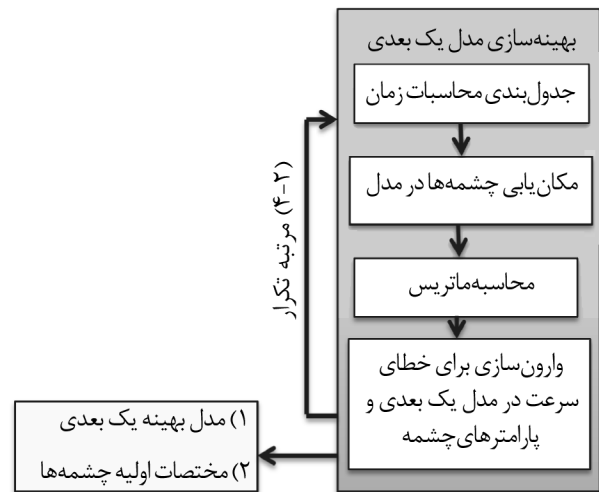 بهینه‌سازی مدل یک بعدی
جدول‌بندی محاسبات زمان
مکان‌یابی چشمه‌ها در مدل
محاسبه‌ماتریس
وارون‌سازی برای خطای
سرعت در مدل یک بعدی و
پارامترهای‌چشمه
(۲-۴) مرتبه تکرار
۱) مدل بهینه یک بعدی
۲) مختصات اولیه چشمه‌ها